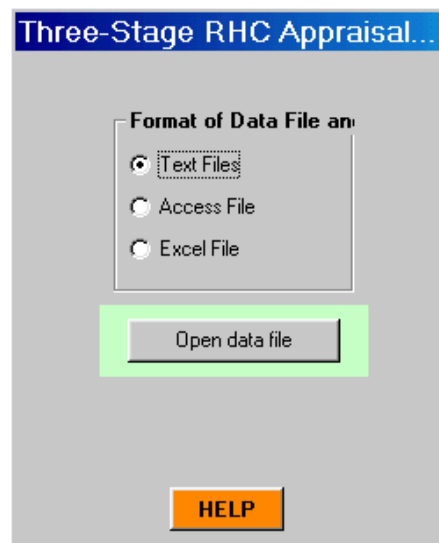 Three-Stage RHC Appraisal...
Format of Data File an
Text Files
Access File
Excel File
Open data file
HELP